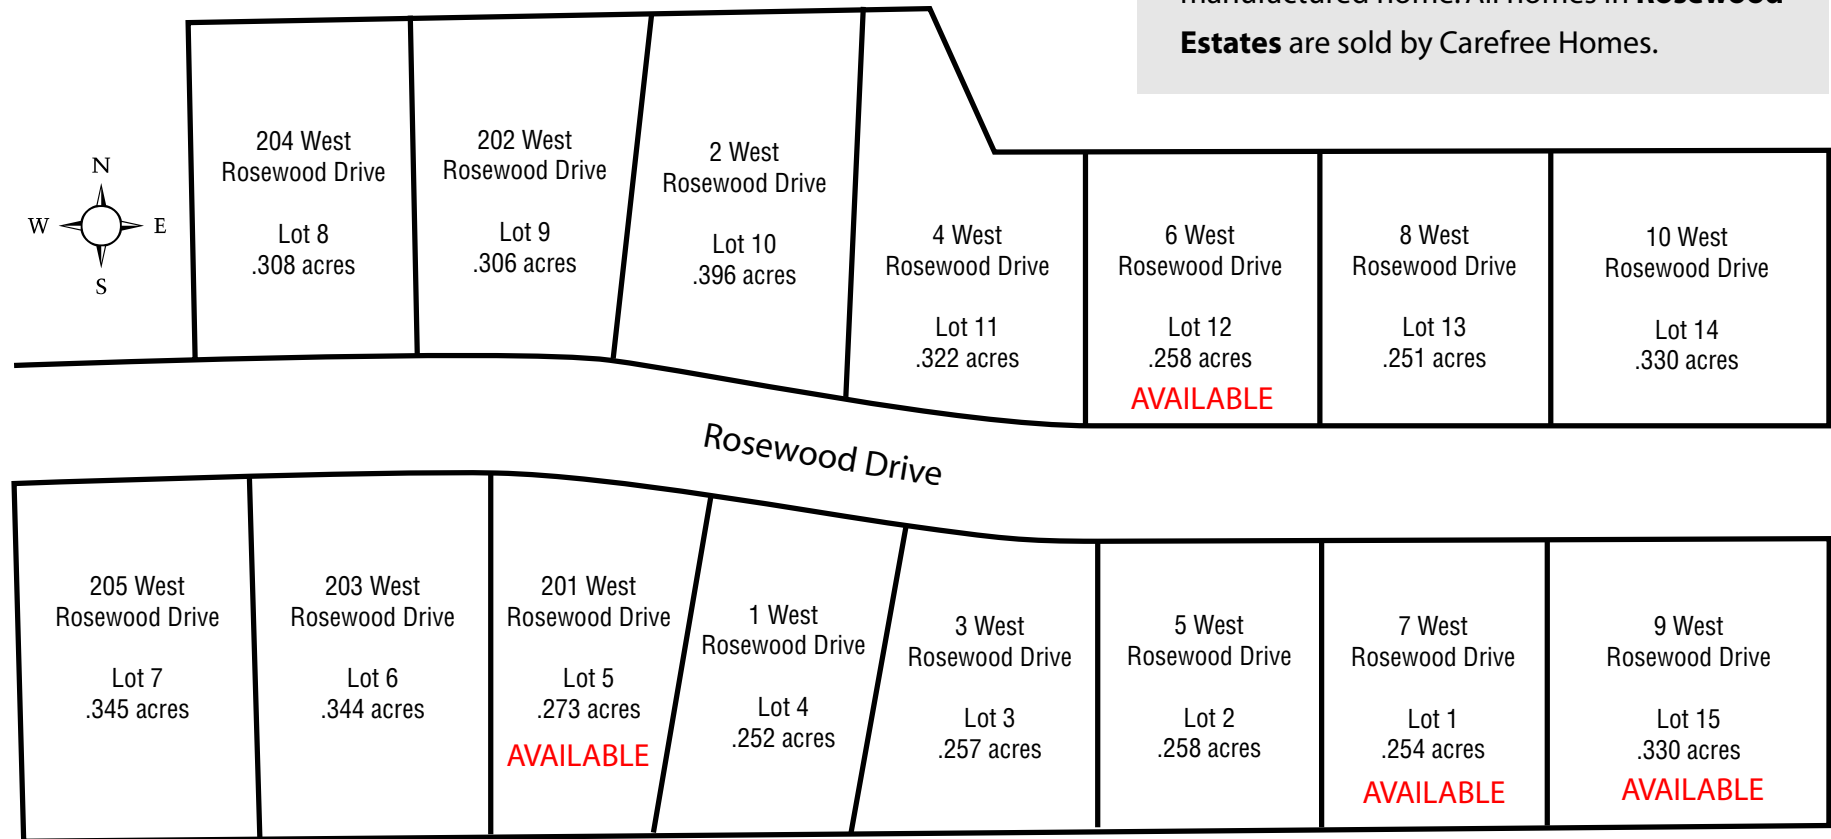 manufactured home. All homes in Rosewood
Estates are sold by Carefree Homes.
N
W E
S
204 West
Rosewood Drive
Lot 8
.308 acres
202 West
Rosewood Drive
Lot 9
.306 acres
2 West
Rosewood Drive
Lot 10
.396 acres
4 West
Rosewood Drive
Lot 11
.322 acres
6 West
Rosewood Drive
Lot 12
.258 acres
AVAILABLE
8 West
Rosewood Drive
Lot 13
.251 acres
10 West
Rosewood Drive
Lot 14
.330 acres
Rosewood Drive
205 West
Rosewood Drive
Lot 7
.345 acres
203 West
Rosewood Drive
Lot 6
.344 acres
201 West
Rosewood Drive
Lot 5
.273 acres
AVAILABLE
1 West
Rosewood Drive
Lot 4
.252 acres
3 West
Rosewood Drive
Lot 3
.257 acres
5 West
Rosewood Drive
Lot 2
.258 acres
7 West
Rosewood Drive
Lot 1
.254 acres
AVAILABLE
9 West
Rosewood Drive
Lot 15
.330 acres
AVAILABLE